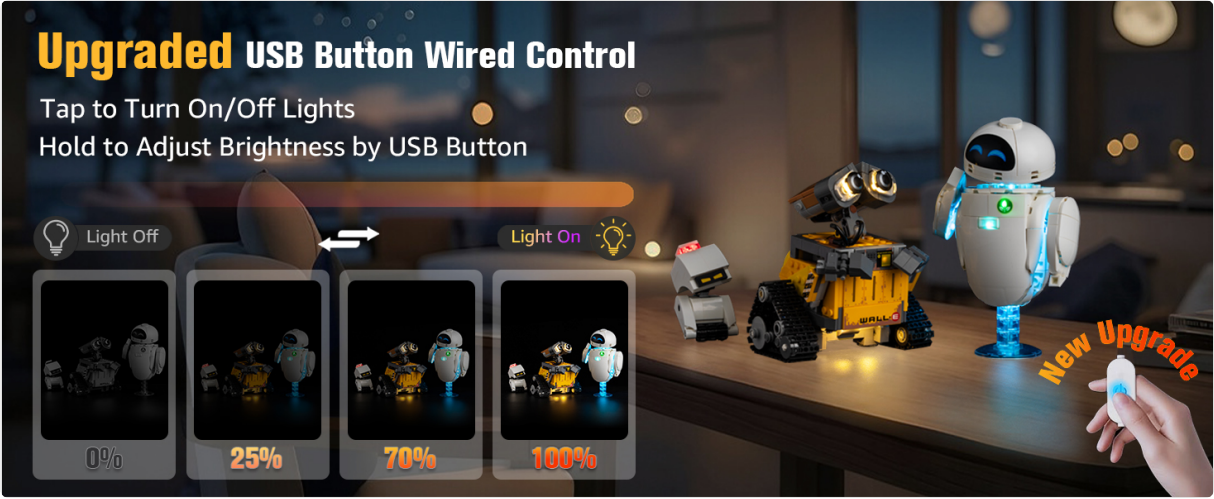 Upgraded USB Button Wired Control
Tap to Turn On/Off Lights
Hold to Adjust Brightness by USB Button
Light Off
Light On
WALL-E
New Upgrade
0%
25%
70%
100%